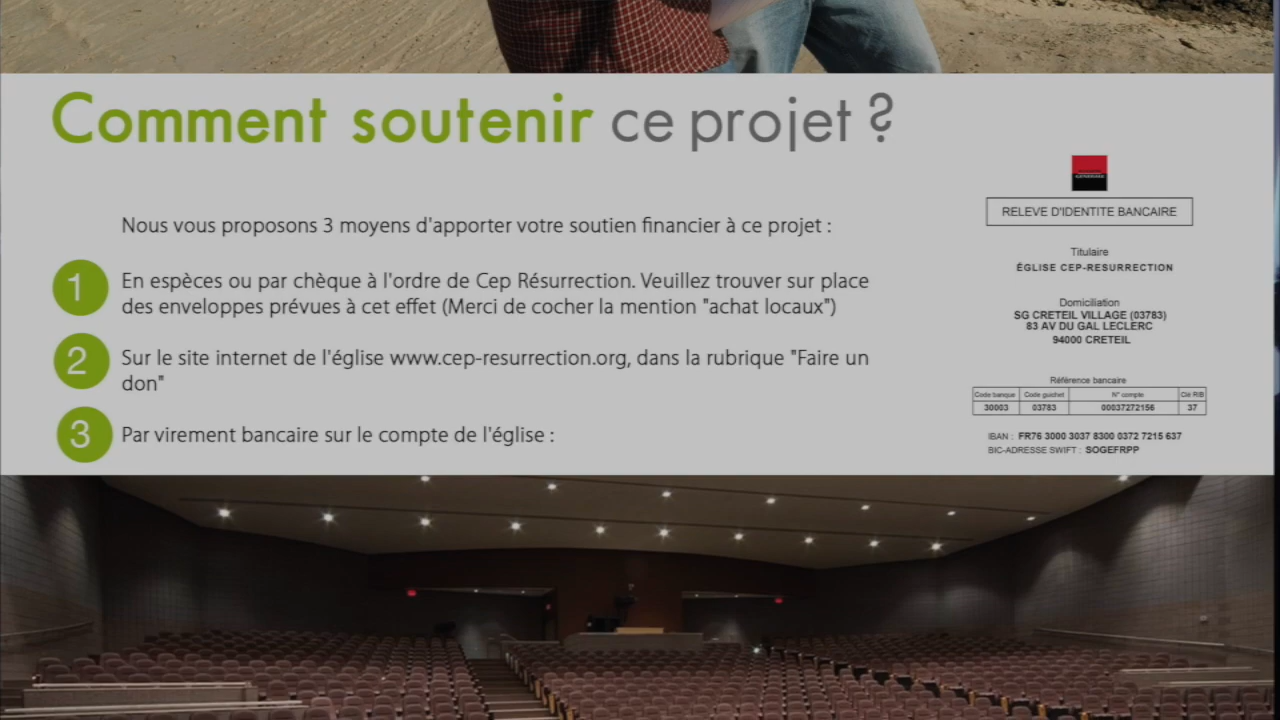 Comment soutenir ce projet ?
Nous vous proposons 3 moyens d'apporter votre soutien financier à ce projet :
1
En espèces ou par chèque à l'ordre de Cep Résurrection. Veuillez trouver sur place
des enveloppes prévues à cet effet (Merci de cocher la mention "achat locaux")
2
Sur le site internet de l'église www.cep-resurrection.org, dans la rubrique "Faire un
don"
3
Par virement bancaire sur le compte de l'église :
RELEVE D'IDENTITE BANCAIRE
Titulaire
ÉGLISE CEP-RESURRECTION
Domiciliation
SG CRETEIL VILLAGE (03783)
83 AV DU GAL LECLERC
94000 CRETEIL
Référence bancaire
Code banque Code guichet N° compte Clé RIB
30003 03783 00037272156 37
IBAN : FR76 3000 3037 8300 0372 7215 637
BIC-ADRESSE SWIFT : SOGEFRPP